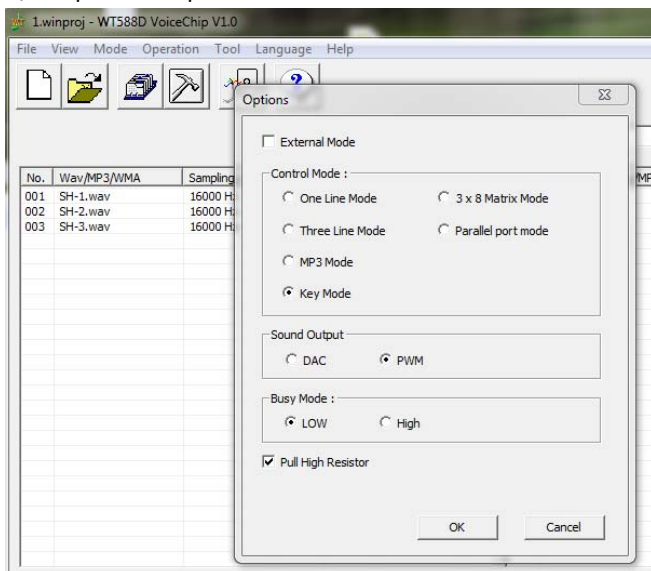 1.winproj - WT588D VoiceChip V1.0
File View Mode Operation Tool Language Help
Options
External Mode
No. Wav/MP3/WMA Sampling
Control Mode :
001 SH-1.wav 16000 H
One Line Mode 3 x 8 Matrix Mode
002 SH-2.wav 16000 H
003 SH-3.wav 16000 H
Three Line Mode Parallel port mode
MP3 Mode
Key Mode
Sound Output
DAC PWM
Busy Mode :
LOW High
Pull High Resistor
OK Cancel